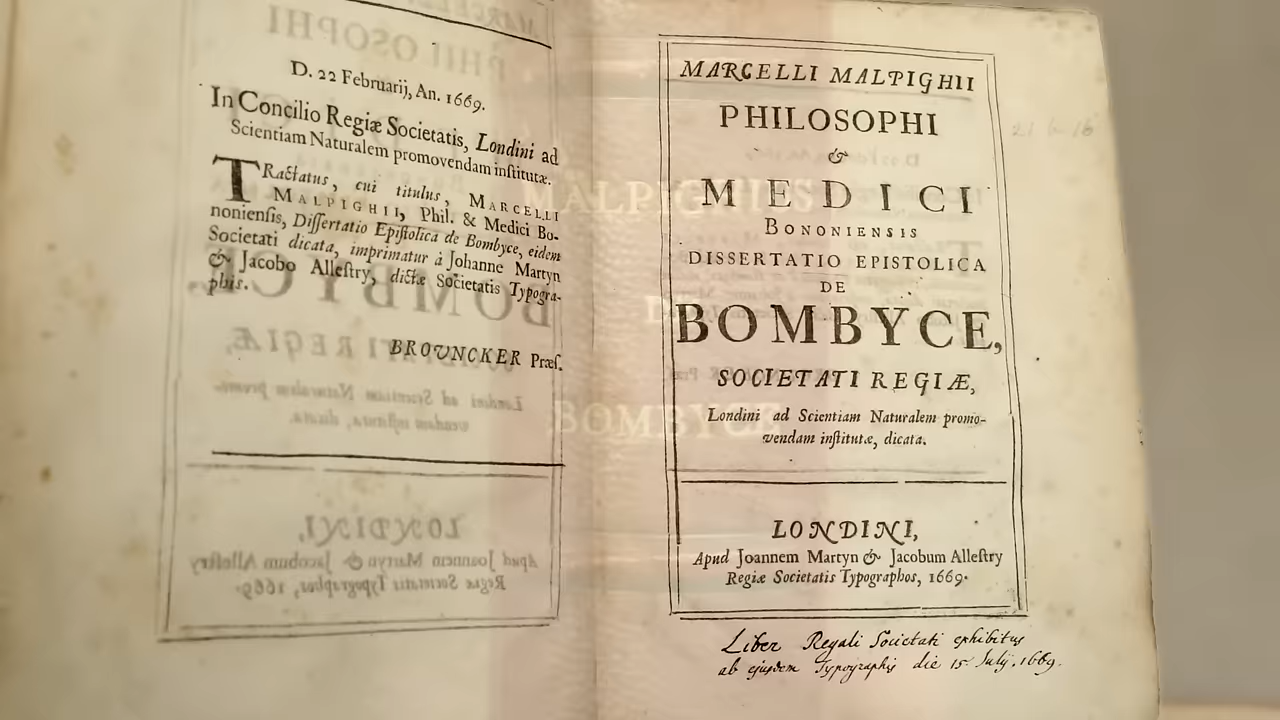 D. 22 Februarij, An. 1669.
In Concilio Regiæ Societatis, Londini ad
Scientiam Naturalem promovendam inſtitutæ.
TRactatus, cui titulus, MARCELLI
MALPIGHII, Phil. & Medici Bo-
nonienſis, Diſſertatio Epiſtolica de Bombyce, eidem
Societati dicata, imprimatur á Johanne Martyn
& Jacobo Alleſtry, dictæ Societatis Typogra-
phis.
BROVNCKER Præſ.
MARCELLI MALPIGHII
PHILOSOPHI
&
MEDICI
BONONIENSIS
DISSERTATIO EPISTOLICA
DE
BOMBYCE,
SOCIETATI REGIÆ,
Londini ad Scientiam Naturalem promo-
vendam inſtitutæ, dicata.
LONDINI,
Apud Joannem Martyn & Jacobum Alleſtry
Regiæ Societatis Typographos, 1669.
Liber Regali Societati exhibitus
ab ejusdem Typographis die 15 July. 1669.
MALPIGHIUS
BOMBYCE